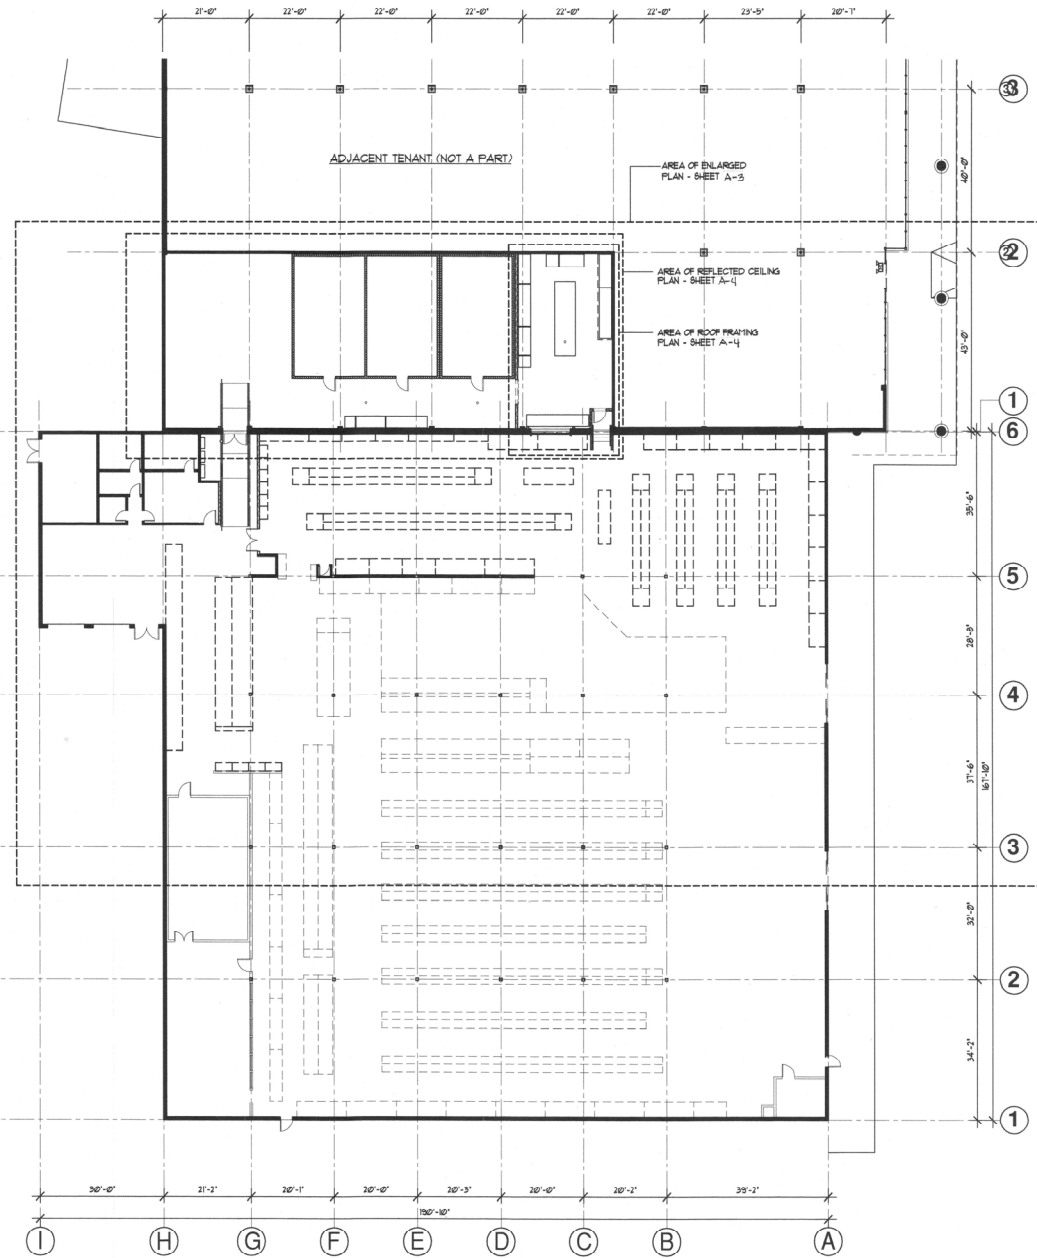 21'-0" 22'-0" 22'-0" 22'-0" 22'-0" 22'-0" 23'-5" 20'-7"
3
ADJACENT TENANT (NOT A PART)
AREA OF ENLARGED
PLAN - SHEET A-3
40'-0"
2
AREA OF REFLECTED CEILING
PLAN - SHEET A-4
AREA OF ROOF FRAMING
PLAN - SHEET A-4
43'-0"
1
6
35'-6"
5
28'-3"
4
37'-6"
167'-10"
3
32'-0"
2
34'-2"
1
30'-0" 21'-2" 20'-1" 20'-0" 20'-3" 20'-0" 20'-2" 39'-2"
190'-10"
I H G F E D C B A